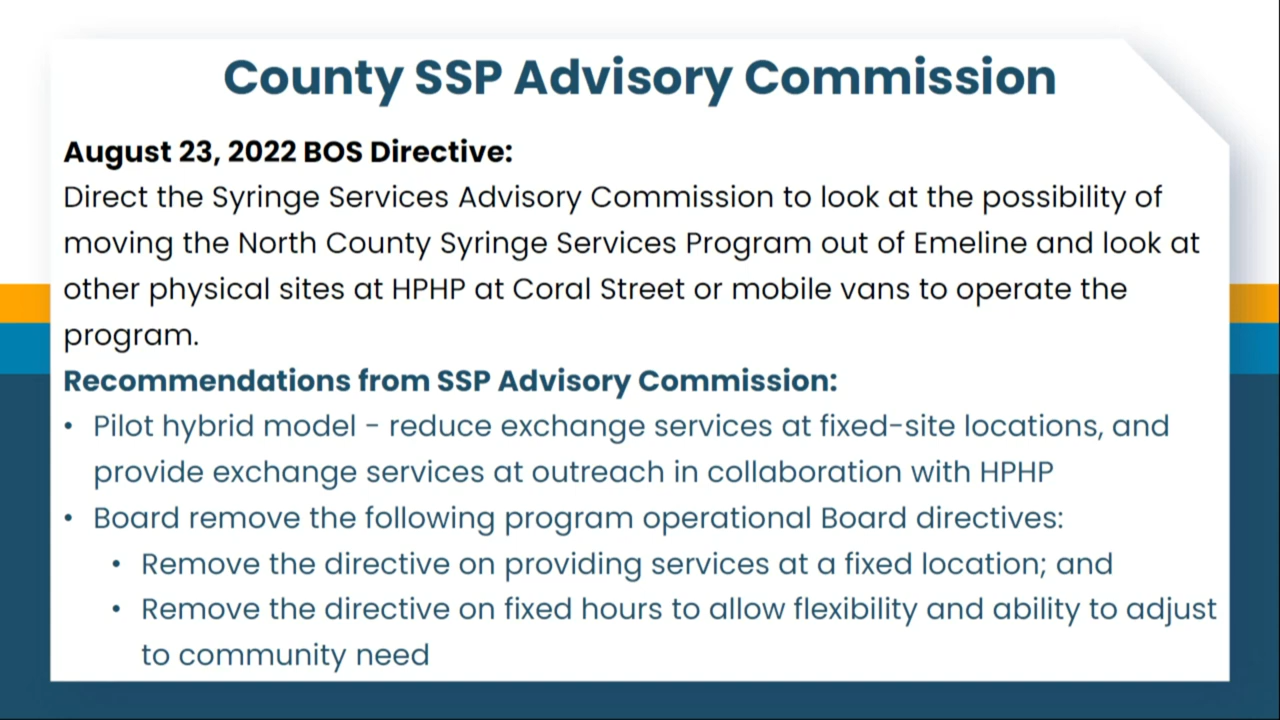 County SSP Advisory Commission
August 23, 2022 BOS Directive:
Direct the Syringe Services Advisory Commission to look at the possibility of
moving the North County Syringe Services Program out of Emeline and look at
other physical sites at HPHP at Coral Street or mobile vans to operate the
program.
Recommendations from SSP Advisory Commission:
• Pilot hybrid model - reduce exchange services at fixed-site locations, and
provide exchange services at outreach in collaboration with HPHP
• Board remove the following program operational Board directives:
• Remove the directive on providing services at a fixed location; and
• Remove the directive on fixed hours to allow flexibility and ability to adjust
to community need